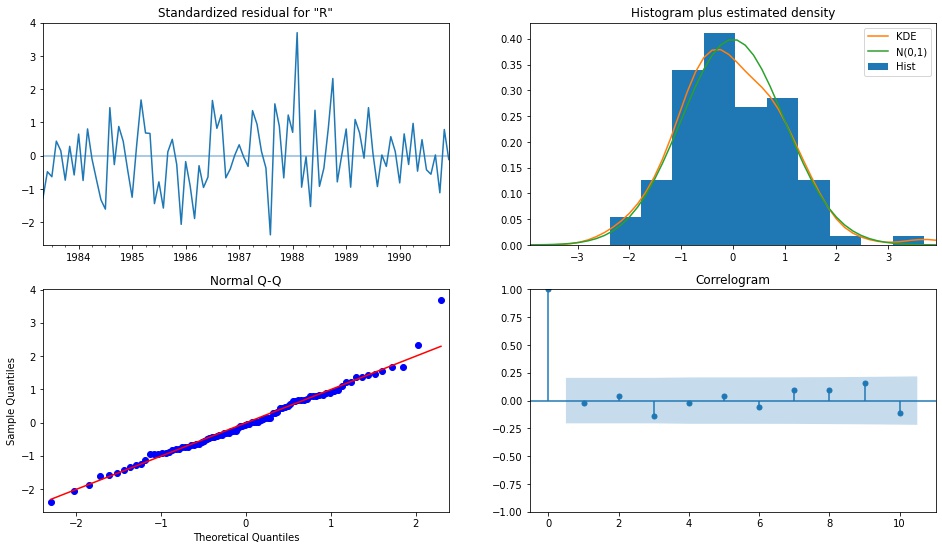 Standardized residual for "R"
4
3
2
1
0
−1
−2
1984 1985 1986 1987 1988 1989 1990
Histogram plus estimated density
0.40
0.35
0.30
0.25
0.20
0.15
0.10
0.05
0.00
KDE
N(0,1)
Hist
−3 −2 −1 0 1 2 3
Normal Q-Q
Sample Quantiles
4
3
2
1
0
−1
−2
−2 −1 0 1 2
Theoretical Quantiles
Correlogram
1.00
0.75
0.50
0.25
0.00
−0.25
−0.50
−0.75
−1.00
0 2 4 6 8 10